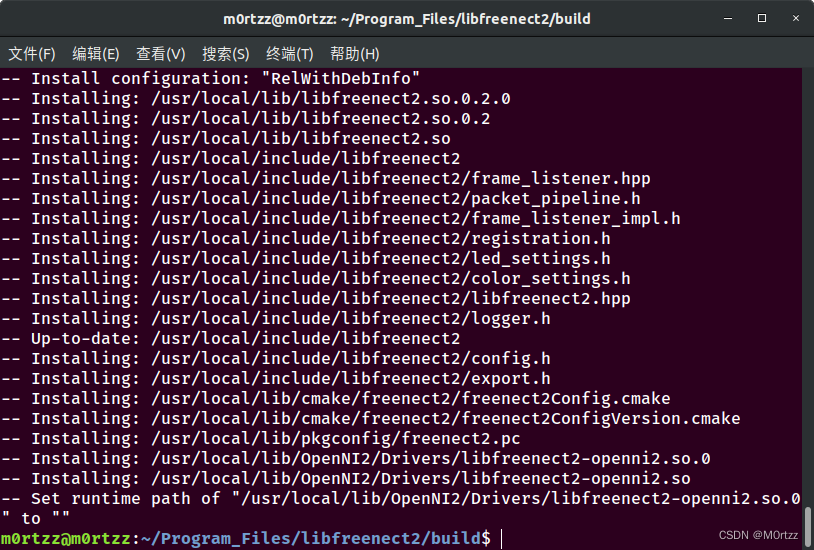 m0rtzz@m0rtzz: ~/Program_Files/libfreenect2/build
文件(F) 编辑(E) 查看(V) 搜索(S) 终端(T) 帮助(H)
-- Install configuration: "RelWithDebInfo"
-- Installing: /usr/local/lib/libfreenect2.so.0.2.0
-- Installing: /usr/local/lib/libfreenect2.so.0.2
-- Installing: /usr/local/lib/libfreenect2.so
-- Installing: /usr/local/include/libfreenect2
-- Installing: /usr/local/include/libfreenect2/frame_listener.hpp
-- Installing: /usr/local/include/libfreenect2/packet_pipeline.h
-- Installing: /usr/local/include/libfreenect2/frame_listener_impl.h
-- Installing: /usr/local/include/libfreenect2/registration.h
-- Installing: /usr/local/include/libfreenect2/led_settings.h
-- Installing: /usr/local/include/libfreenect2/color_settings.h
-- Installing: /usr/local/include/libfreenect2/libfreenect2.hpp
-- Installing: /usr/local/include/libfreenect2/logger.h
-- Up-to-date: /usr/local/include/libfreenect2
-- Installing: /usr/local/include/libfreenect2/config.h
-- Installing: /usr/local/include/libfreenect2/export.h
-- Installing: /usr/local/lib/cmake/freenect2/freenect2Config.cmake
-- Installing: /usr/local/lib/cmake/freenect2/freenect2ConfigVersion.cmake
-- Installing: /usr/local/lib/pkgconfig/freenect2.pc
-- Installing: /usr/local/lib/OpenNI2/Drivers/libfreenect2-openni2.so.0
-- Installing: /usr/local/lib/OpenNI2/Drivers/libfreenect2-openni2.so
-- Set runtime path of "/usr/local/lib/OpenNI2/Drivers/libfreenect2-openni2.so.0
" to ""
m0rtzz@m0rtzz:~/Program_Files/libfreenect2/build$
CSDN @M0rtzz